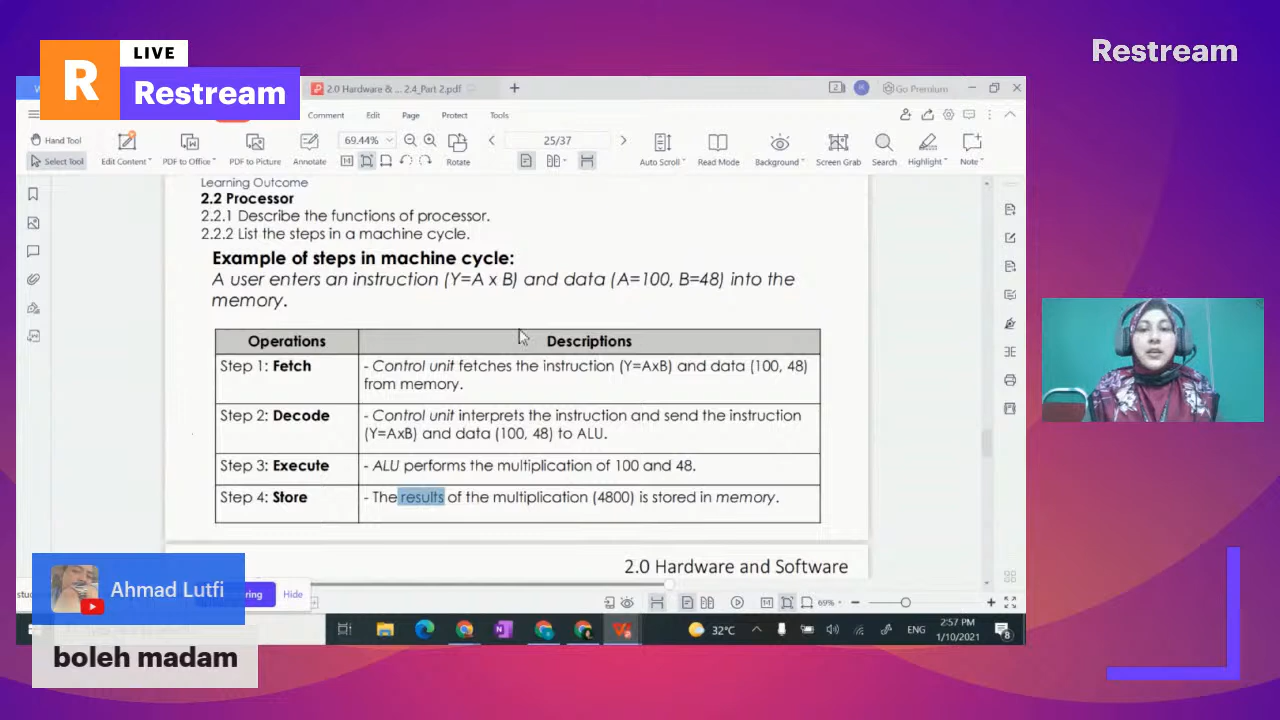 LIVE
R
Restream
Restream
2.0 Hardware & ... 2.4_Part 2.pdf
2
Go Premium
Comment
Edit
Page
Protect
Tools
Hand Tool
Select Tool
Edit Content
PDF to Office
PDF to Picture
Annotate
69.44%
Rotate
25/37
Auto Scroll
Read Mode
Background
Screen Grab
Search
Highlight
Note
Learning Outcome
2.2 Processor
2.2.1 Describe the functions of processor.
2.2.2 List the steps in a machine cycle.
Example of steps in machine cycle:
A user enters an instruction (Y=A x B) and data (A=100, B=48) into the
memory.
Operations
Descriptions
Step 1: Fetch
- Control unit fetches the instruction (Y=AxB) and data (100, 48)
from memory.
Step 2: Decode
- Control unit interprets the instruction and send the instruction
(Y=AxB) and data (100, 48) to ALU.
Step 3: Execute
- ALU performs the multiplication of 100 and 48.
Step 4: Store
- The results of the multiplication (4800) is stored in memory.
2.0 Hardware and Software
Hide
69%
32°C
ENG
2:57 PM
1/10/2021
8
Ahmad Lutfi
boleh madam